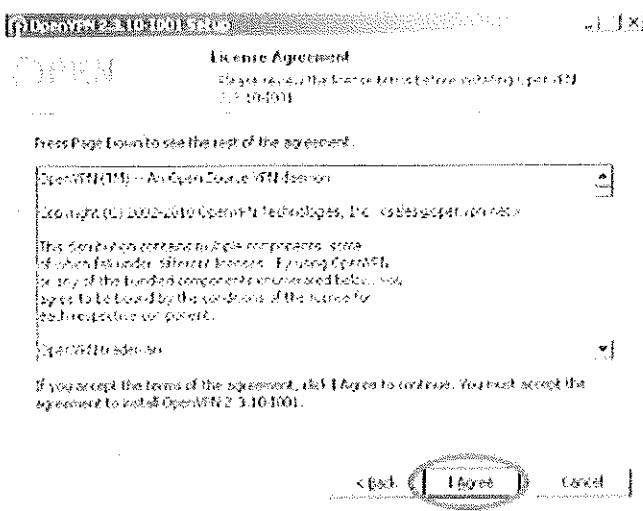 OpenVPN 2.3.10-I001 Setup
OPEN
License Agreement
Please review the license terms before installing OpenVPN
2.3.10-I001
Press Page Down to see the rest of the agreement.
OpenVPN (TM) -- An Open Source VPN daemon
Copyright (C) 2002-2010 OpenVPN Technologies, Inc. <sales@openvpn.net>
This distribution contains multiple components, some
of which fall under different licenses. By using OpenVPN
or any of the bundled components enumerated below, you
agree to be bound by the conditions of the license for
each respective component.
OpenVPN trademark
If you accept the terms of the agreement, click I Agree to continue. You must accept the
agreement to install OpenVPN 2.3.10-I001.
< Back
I Agree
Cancel